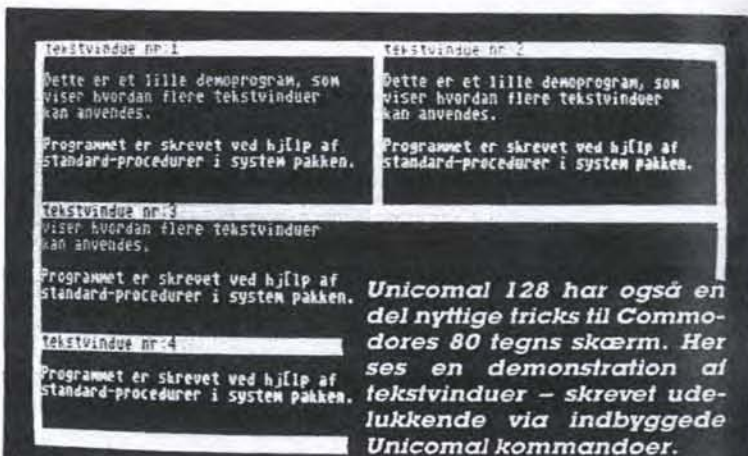 tekstvindue nr:1
Dette er et lille demoprogram, som
viser hvordan flere tekstvinduer
kan anvendes.
Programmet er skrevet ved hj[lp af
standard-procedurer i system pakken.
tekstvindue nr:2
Dette er et lille demoprogram, som
viser hvordan flere tekstvinduer
kan anvendes.
Programmet er skrevet ved hj[lp af
standard-procedurer i system pakken.
tekstvindue nr:3
viser hvordan flere tekstvinduer
kan anvendes.
Programmet er skrevet ved hj[lp af
standard-procedurer i system pakken.
tekstvindue nr:4
Programmet er skrevet ved hj[lp af
standard-procedurer i system pakken.
Unicomal 128 har også en
del nyttige tricks til Commo-
dores 80 tegns skærm. Her
ses en demonstration af
tekstvinduer – skrevet ude-
lukkende via indbyggede
Unicomal kommandoer.